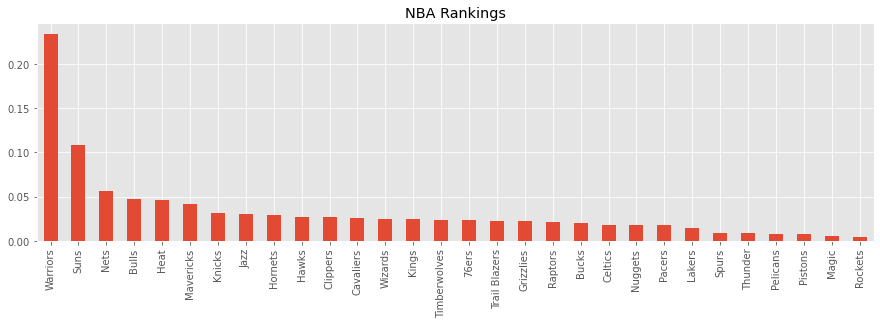 NBA Rankings
0.20
0.15
0.10
0.05
0.00
Warriors
Suns
Nets
Bulls
Heat
Mavericks
Knicks
Jazz
Hornets
Hawks
Clippers
Cavaliers
Wizards
Kings
Timberwolves
76ers
Trail Blazers
Grizzlies
Raptors
Bucks
Celtics
Nuggets
Pacers
Lakers
Spurs
Thunder
Pelicans
Pistons
Magic
Rockets